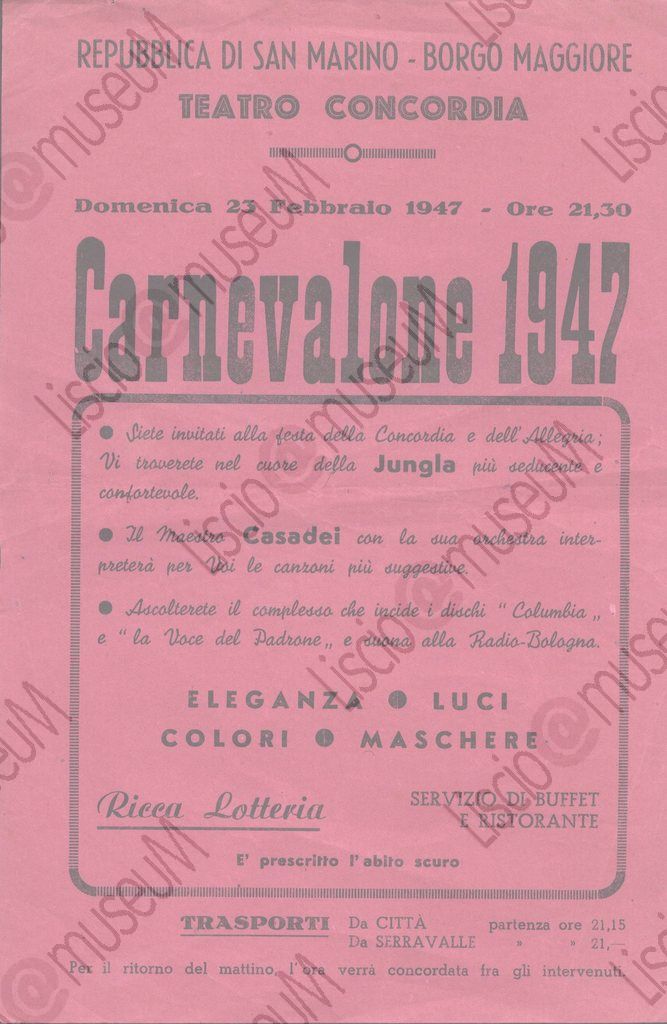 REPUBBLICA DI SAN MARINO - BORGO MAGGIORE
TEATRO CONCORDIA
Domenica 23 Febbraio 1947 - Ore 21,30
Carnevalone 1947
● Siete invitati alla festa della Concordia e dell'Allegria;
Vi troverete nel cuore della Jungla più seducente e
confortevole.
● Il Maestro Casadei con la sua orchestra inter-
preterà per Voi le canzoni più suggestive.
● Ascolterete il complesso che incide i dischi "Columbia„
e "la Voce del Padrone„ e suona alla Radio-Bologna.
ELEGANZA ● LUCI
COLORI ● MASCHERE
Ricca Lotteria
SERVIZIO DI BUFFET
E RISTORANTE
E' prescritto l'abito scuro
TRASPORTI Da CITTÀ partenza ore 21,15
Da SERRAVALLE » » 21,—
Per il ritorno del mattino, l'ora verrà concordata fra gli intervenuti.
Liscio@museuM